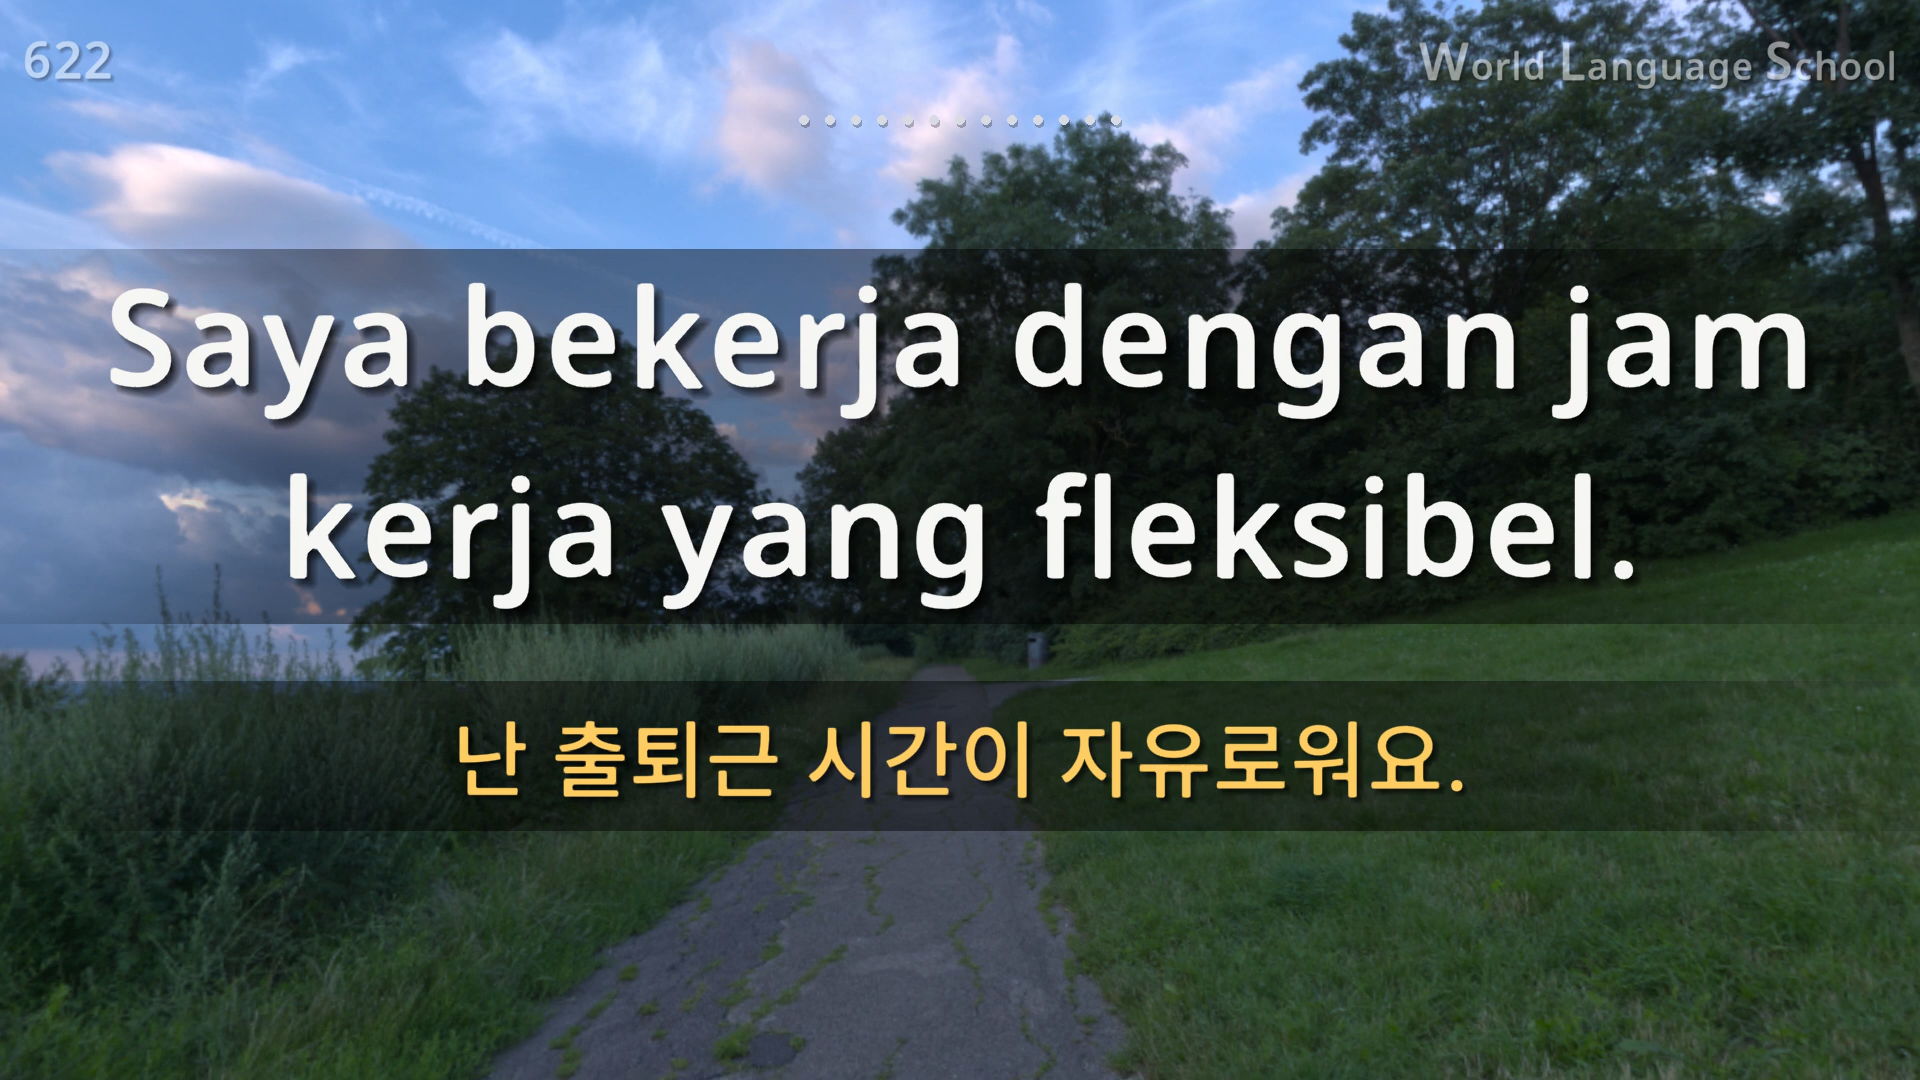 622
World Language School
Saya bekerja dengan jam
kerja yang fleksibel.
난 출퇴근 시간이 자유로워요.